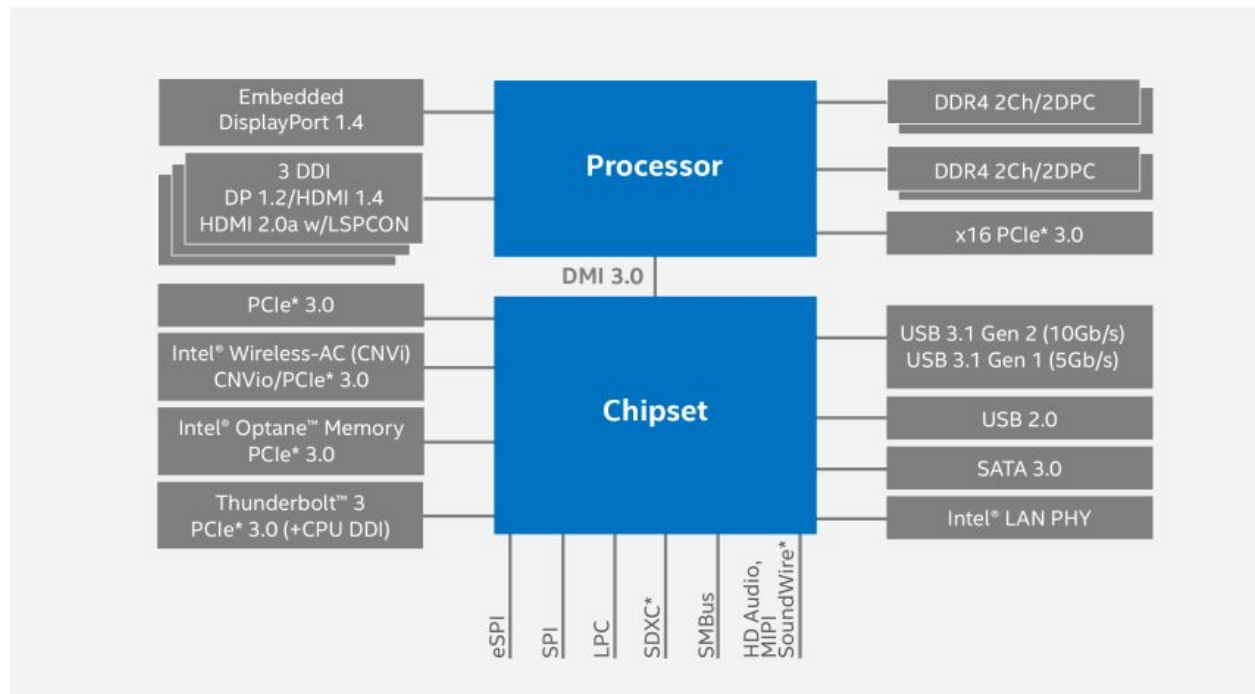 Embedded
DisplayPort 1.4
3 DDI
DP 1.2/HDMI 1.4
HDMI 2.0a w/LSPCON
Processor
DDR4 2Ch/2DPC
DDR4 2Ch/2DPC
x16 PCIe* 3.0
DMI 3.0
PCIe* 3.0
Intel® Wireless-AC (CNVi)
CNVio/PCIe* 3.0
Intel® Optane™ Memory
PCIe* 3.0
Thunderbolt™ 3
PCIe* 3.0 (+CPU DDI)
Chipset
USB 3.1 Gen 2 (10Gb/s)
USB 3.1 Gen 1 (5Gb/s)
USB 2.0
SATA 3.0
Intel® LAN PHY
eSPI
SPI
LPC
SDXC*
SMBus
HD Audio,
MIPI
SoundWire*